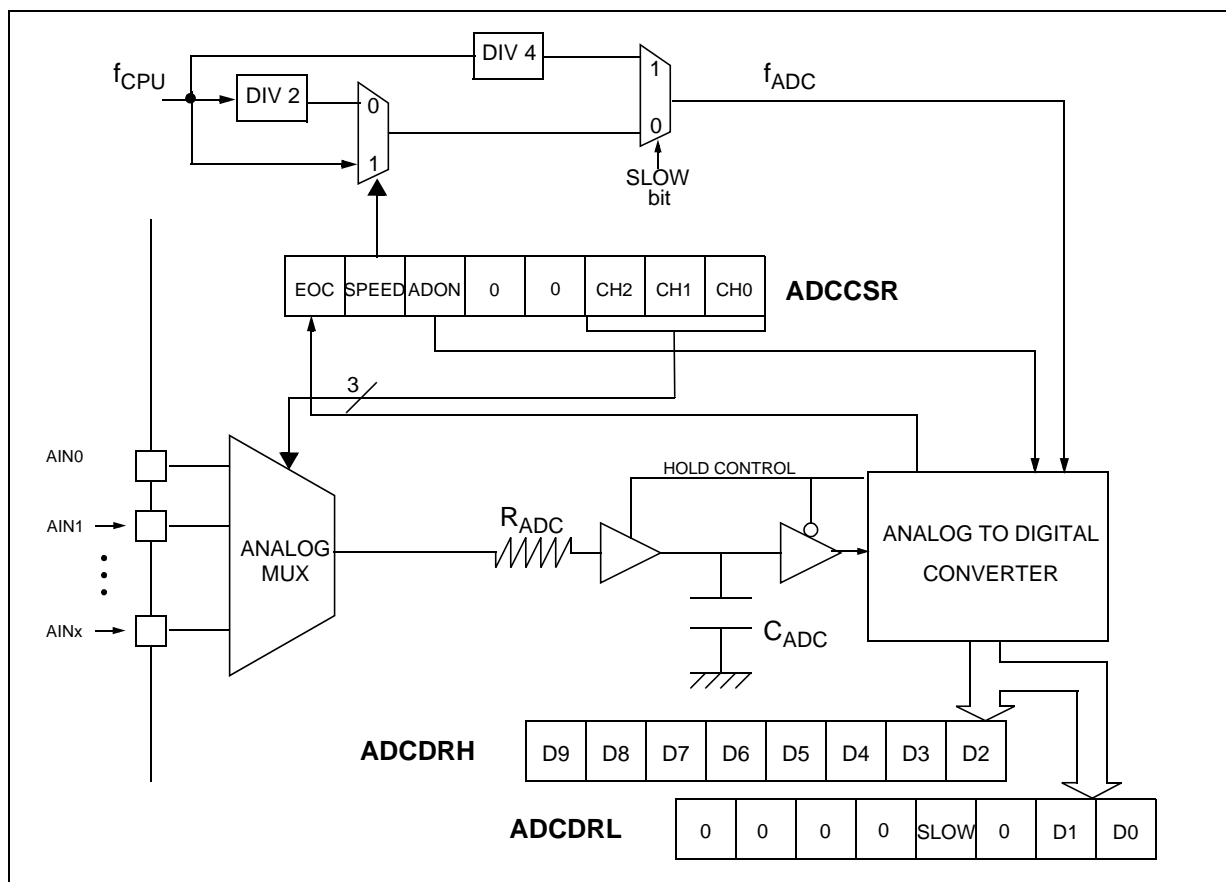 DIV 4
fCPU
DIV 2
0
1
1
0
fADC
SLOW
bit
EOC SPEED ADON 0 0 CH2 CH1 CH0 ADCCSR
3
AIN0
AIN1
AINx
ANALOG
MUX
RADC
HOLD CONTROL
CADC
ANALOG TO DIGITAL
CONVERTER
ADCDRH D9 D8 D7 D6 D5 D4 D3 D2
ADCDRL 0 0 0 0 SLOW 0 D1 D0